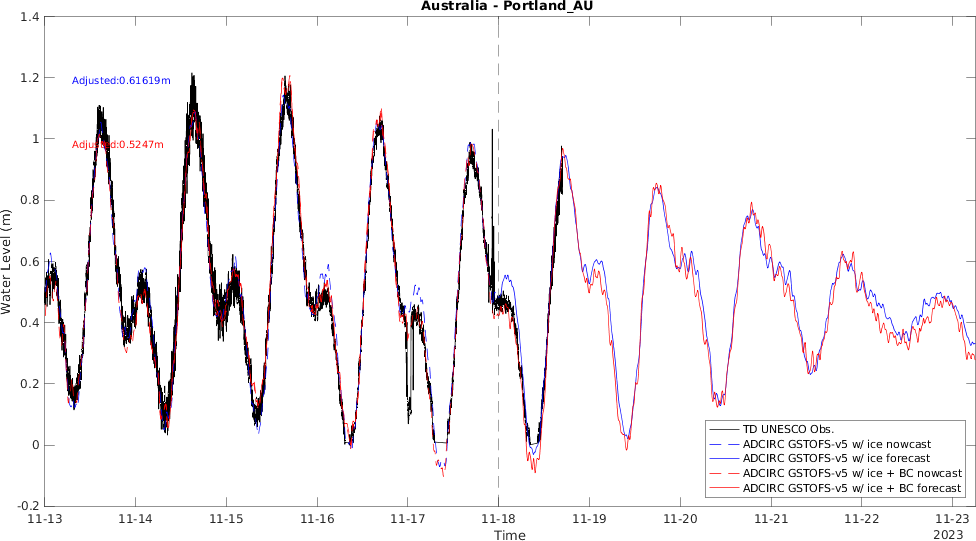 Australia - Portland_AU
1.4
1.2
1
0.8
0.6
0.4
0.2
0
-0.2
Water Level (m)
Adjusted:0.61619m
Adjusted:0.5247m
TD UNESCO Obs.
ADCIRC GSTOFS-v5 w/ ice nowcast
ADCIRC GSTOFS-v5 w/ ice forecast
ADCIRC GSTOFS-v5 w/ ice + BC nowcast
ADCIRC GSTOFS-v5 w/ ice + BC forecast
11-13 11-14 11-15 11-16 11-17 11-18 11-19 11-20 11-21 11-22 11-23
Time
2023